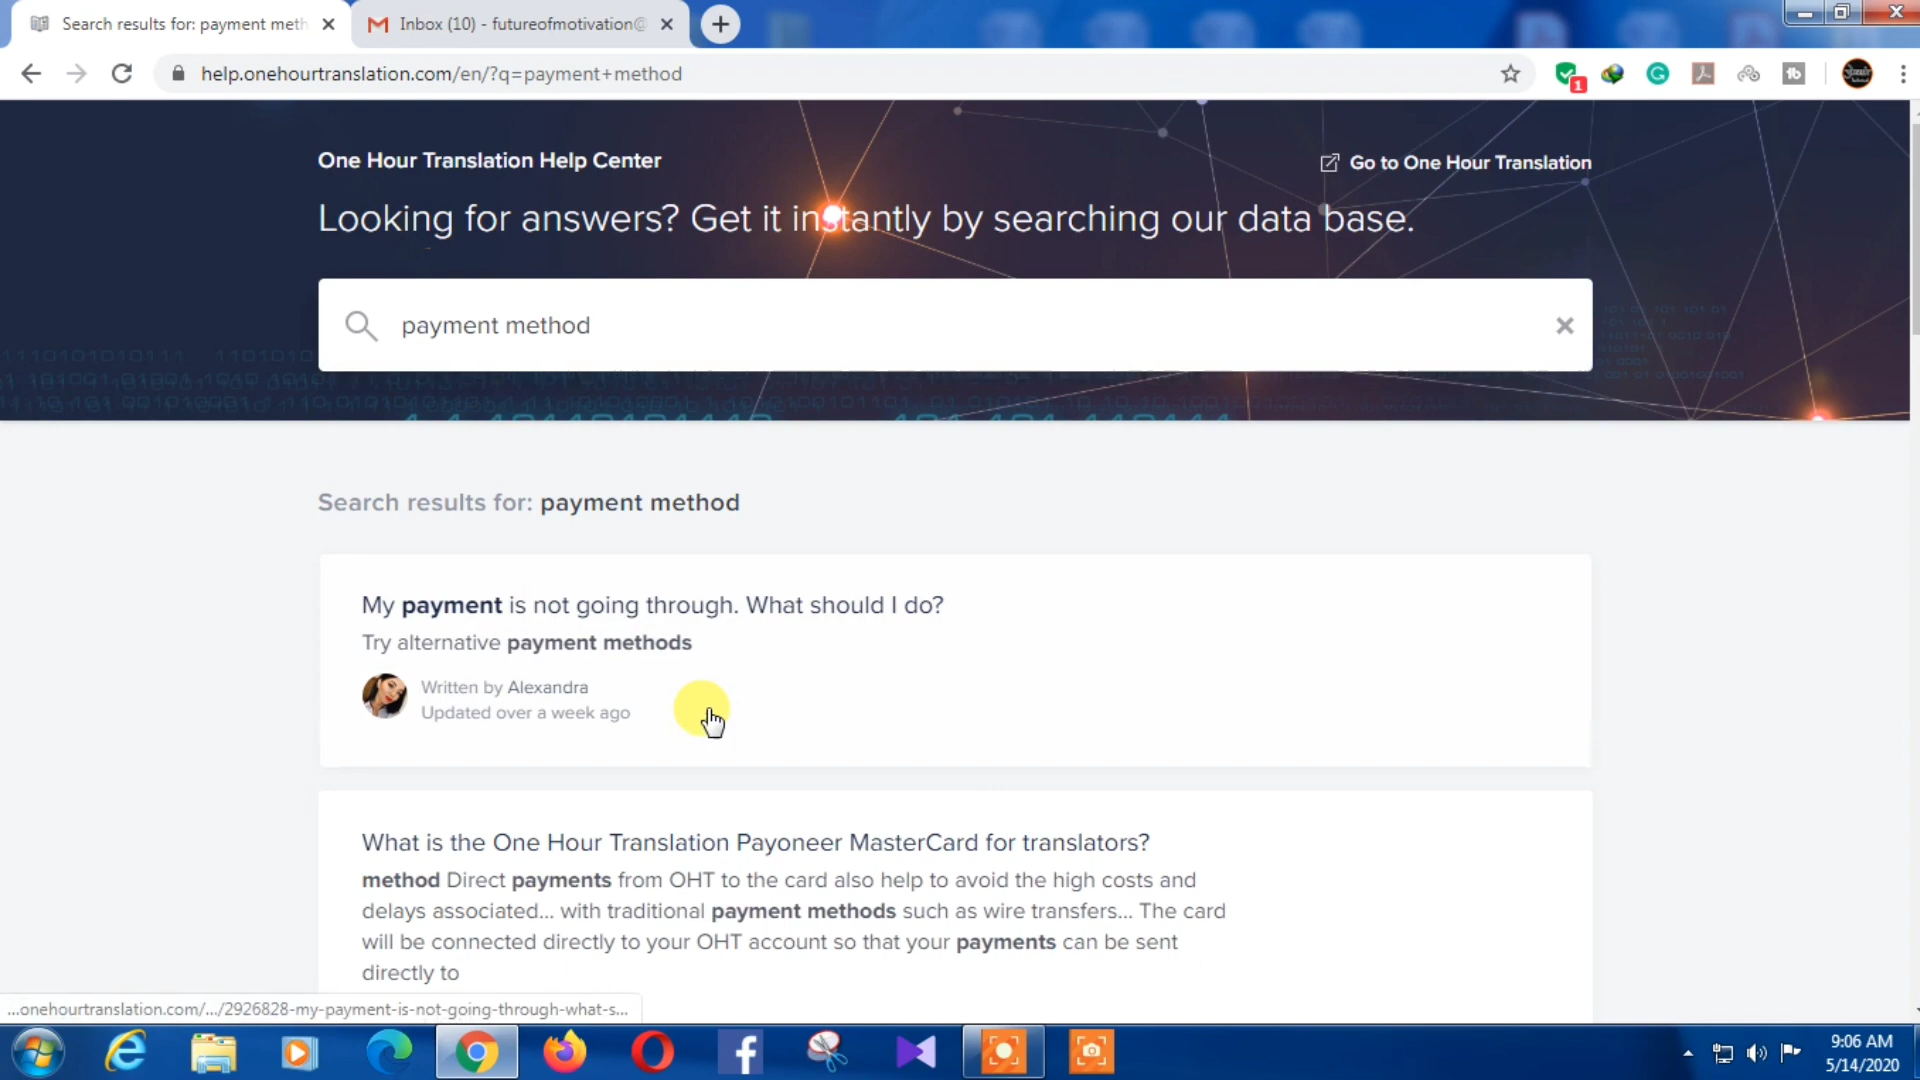 Search results for: payment meth
Inbox (10) - futureofmotivation@
help.onehourtranslation.com/en/?q=payment+method
1
One Hour Translation Help Center
Go to One Hour Translation
Looking for answers? Get it instantly by searching our data base.
payment method
Search results for: payment method
My payment is not going through. What should I do?
Try alternative payment methods
Written by Alexandra
Updated over a week ago
What is the One Hour Translation Payoneer MasterCard for translators?
method Direct payments from OHT to the card also help to avoid the high costs and
delays associated... with traditional payment methods such as wire transfers... The card
will be connected directly to your OHT account so that your payments can be sent
directly to
...onehourtranslation.com/.../2926828-my-payment-is-not-going-through-what-s...
9:06 AM
5/14/2020